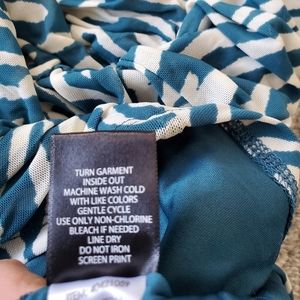 TURN GARMENT
INSIDE OUT
MACHINE WASH COLD
WITH LIKE COLORS
GENTLE CYCLE
USE ONLY NON-CHLORINE
BLEACH IF NEEDED
LINE DRY
DO NOT IRON
SCREEN PRINT